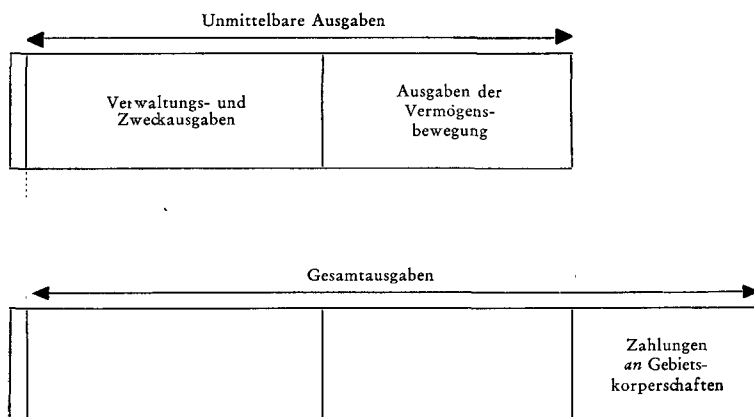 Unmittelbare Ausgaben
Verwaltungs- und
Zweckausgaben
Ausgaben der
Vermögens-
bewegung
Gesamtausgaben
Zahlungen
an Gebiets-
korperschaften